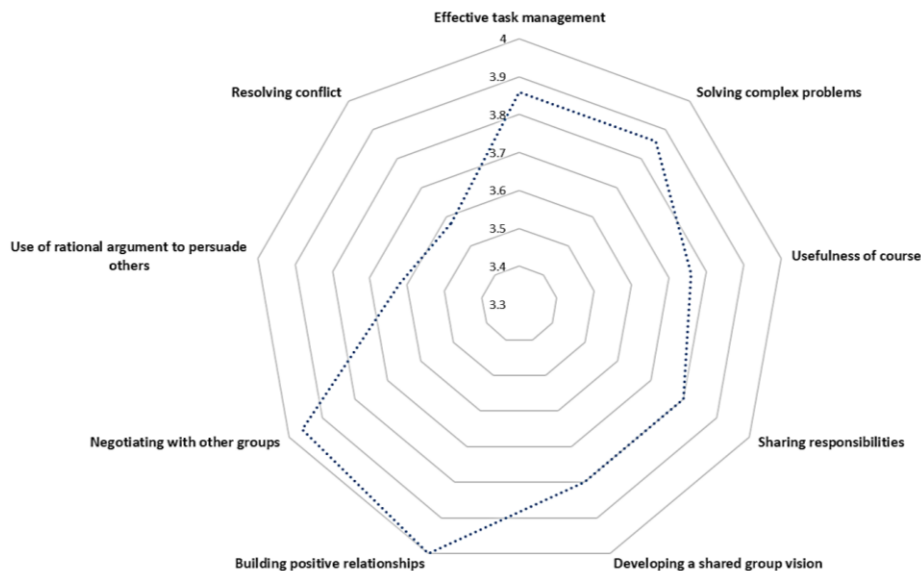 Effective task management
4
3.9
Resolving conflict
Solving complex problems
3.8
3.7
3.6
3.5
Use of rational argument to persuade
others
Usefulness of course
3.4
3.3
Negotiating with other groups
Sharing responsibilities
Building positive relationships
Developing a shared group vision